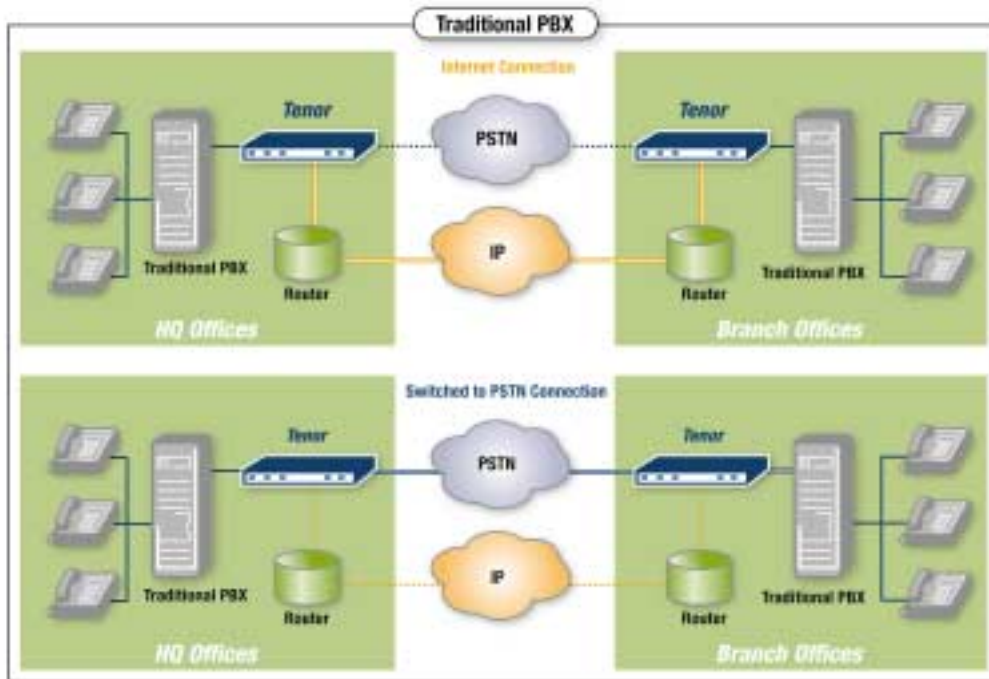 Traditional PBX
Internet Connection
Tenor
PSTN
Tenor
IP
Traditional PBX
Router
Router
Traditional PBX
HQ Offices
Branch Offices
Switched to PSTN Connection
Tenor
PSTN
Tenor
IP
Traditional PBX
Router
Router
Traditional PBX
HQ Offices
Branch Offices